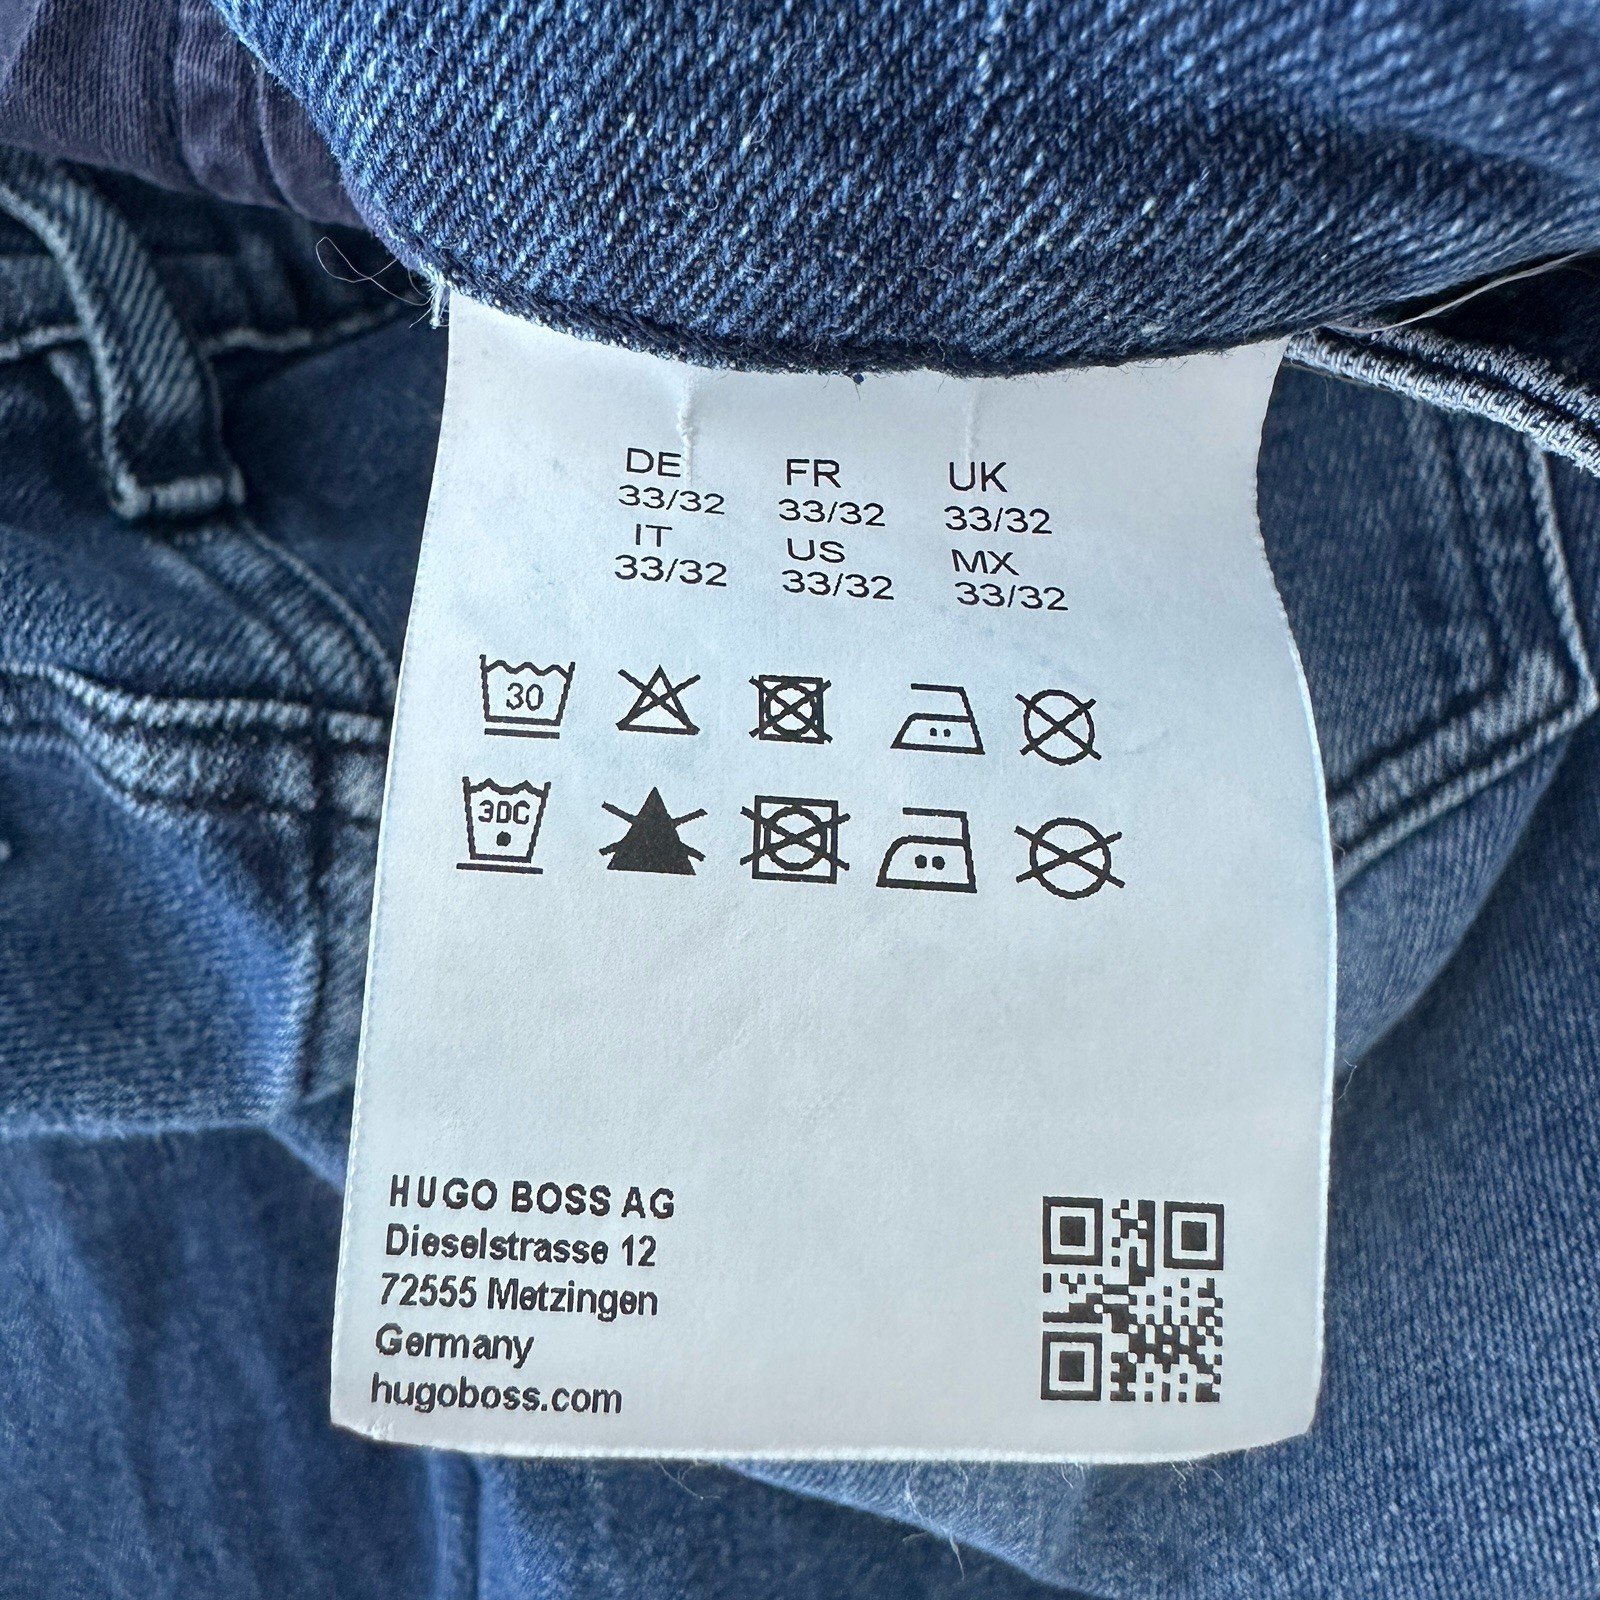 DE FR UK
33/32 33/32 33/32
IT US MX
33/32 33/32 33/32
30
30C
HUGO BOSS AG
Dieselstrasse 12
72555 Metzingen
Germany
hugoboss.com